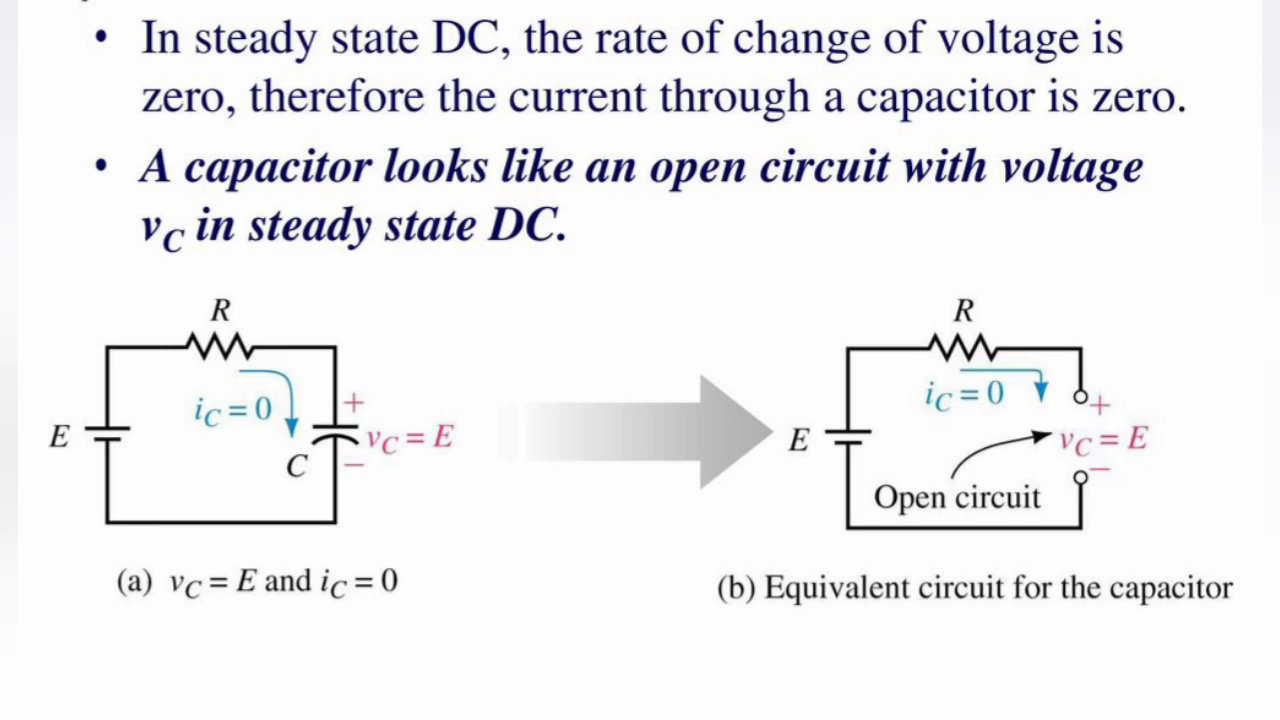 • In steady state DC, the rate of change of voltage is
zero, therefore the current through a capacitor is zero.
• A capacitor looks like an open circuit with voltage
v_C in steady state DC.
R
i_C = 0
+
E
v_C = E
C
−
(a) v_C = E and i_C = 0
R
i_C = 0
+
E
v_C = E
−
Open circuit
(b) Equivalent circuit for the capacitor